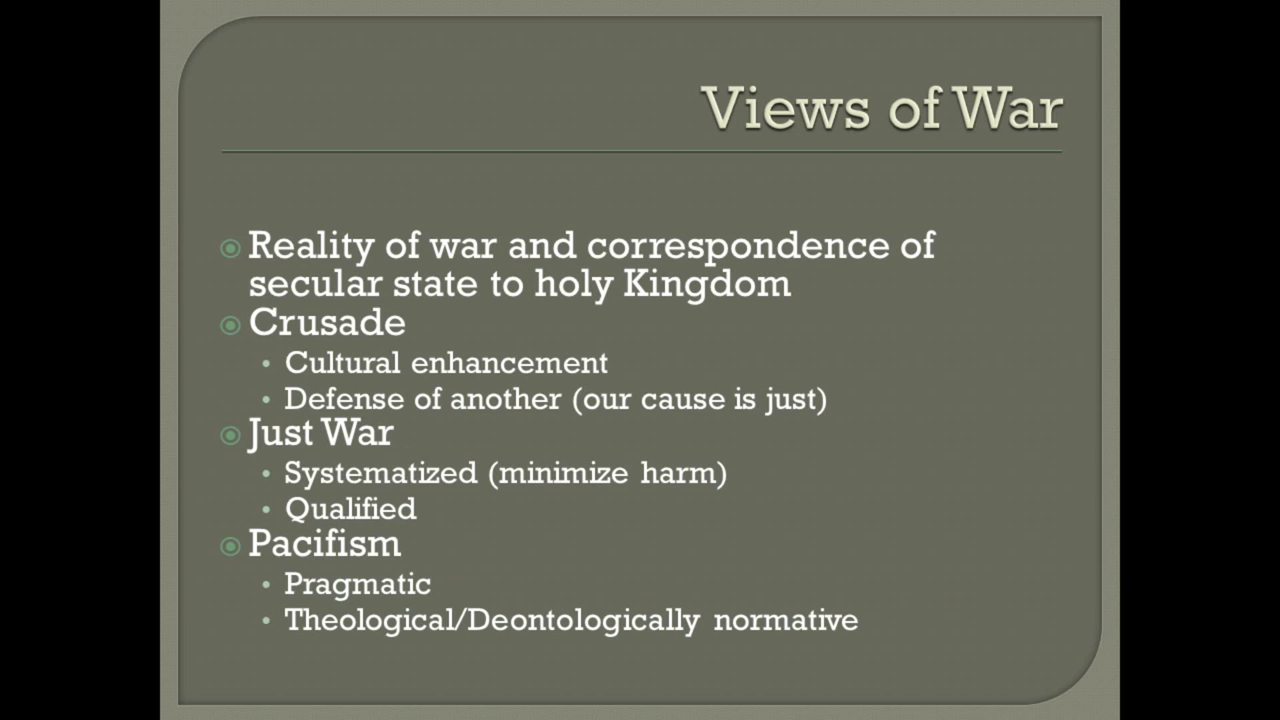 Views of War
Reality of war and correspondence of
secular state to holy Kingdom
Crusade
Cultural enhancement
Defense of another (our cause is just)
Just War
Systematized (minimize harm)
Qualified
Pacifism
Pragmatic
Theological/Deontologically normative